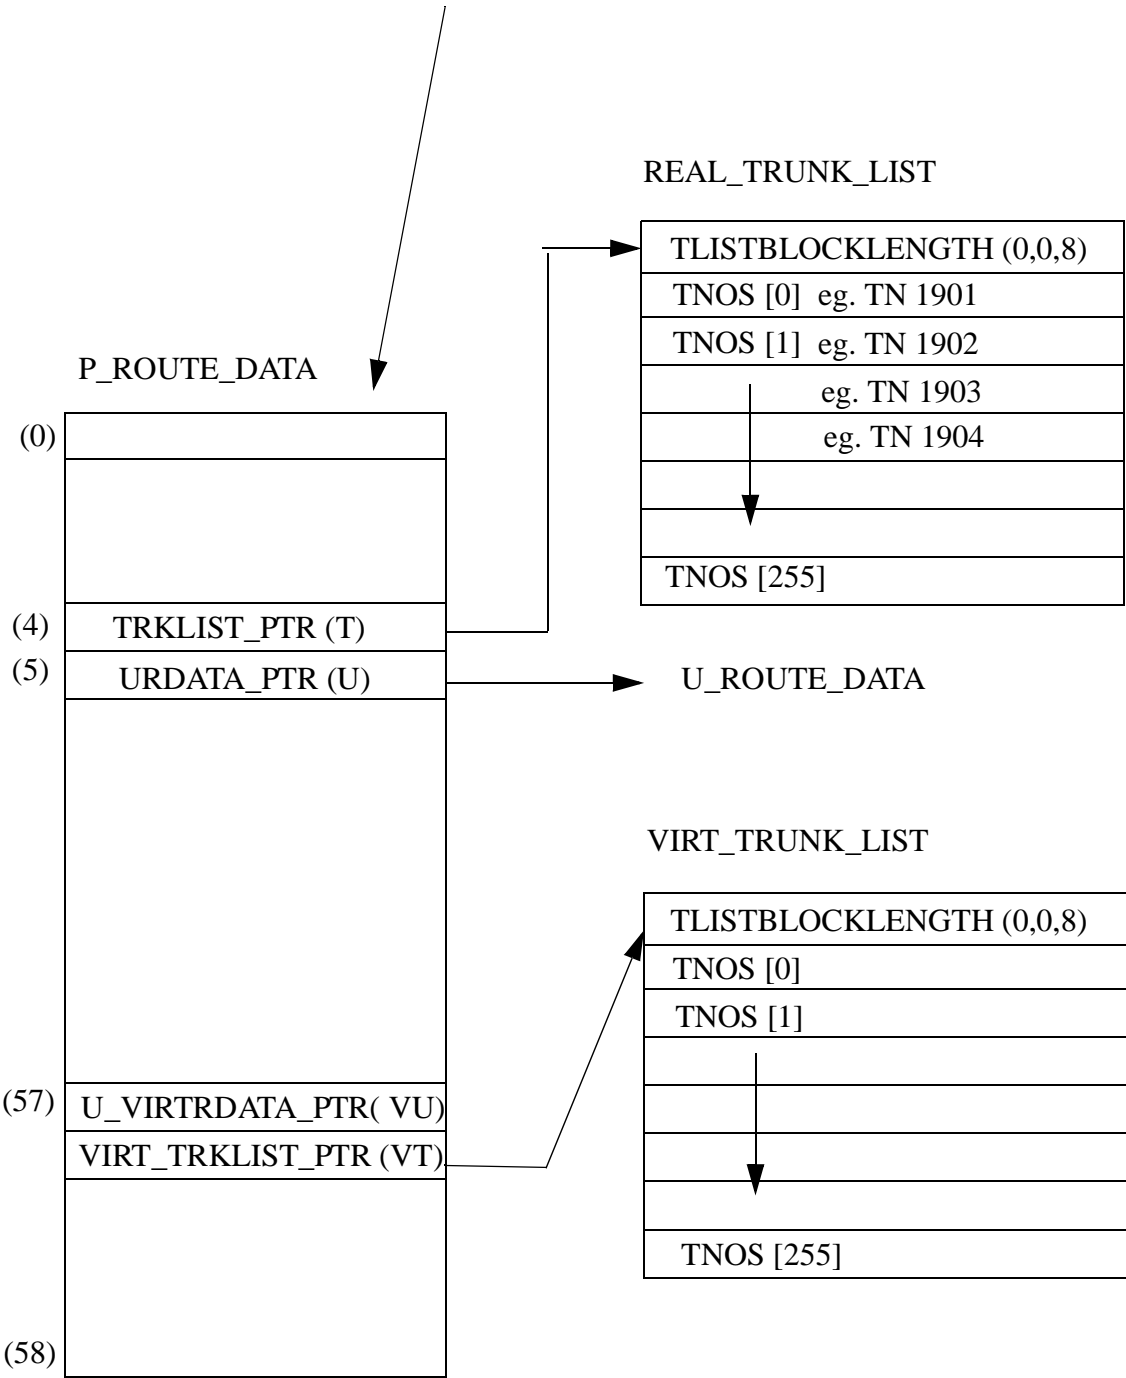 REAL_TRUNK_LIST
TLISTBLOCKLENGTH (0,0,8)
TNOS [0] eg. TN 1901
TNOS [1] eg. TN 1902
eg. TN 1903
eg. TN 1904
TNOS [255]
P_ROUTE_DATA
(0)
(4) TRKLIST_PTR (T)
(5) URDATA_PTR (U)
U_ROUTE_DATA
VIRT_TRUNK_LIST
TLISTBLOCKLENGTH (0,0,8)
TNOS [0]
TNOS [1]
TNOS [255]
(57) U_VIRTRDATA_PTR( VU)
VIRT_TRKLIST_PTR (VT)
(58)